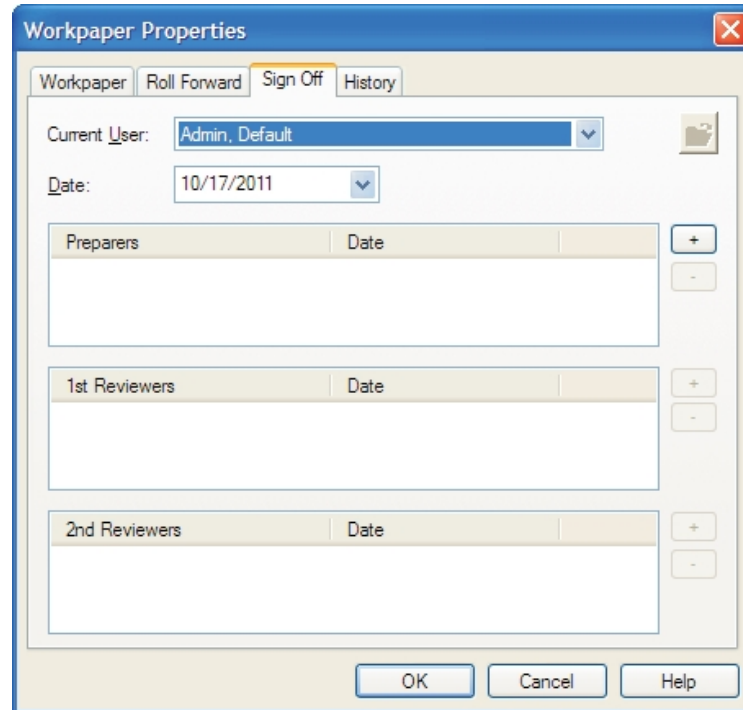 Workpaper Properties
Workpaper Roll Forward Sign Off History
Current User: Admin, Default
Date: 10/17/2011
Preparers Date +
-
1st Reviewers Date +
-
2nd Reviewers Date +
-
OK Cancel Help